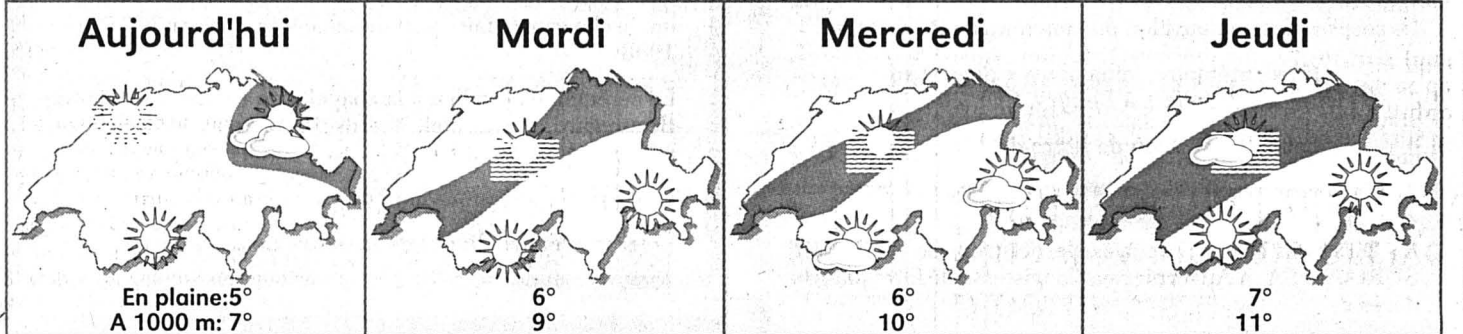 Aujourd'hui
En plaine:5°
A 1000 m: 7°
Mardi
6°
9°
Mercredi
6°
10°
Jeudi
7°
11°